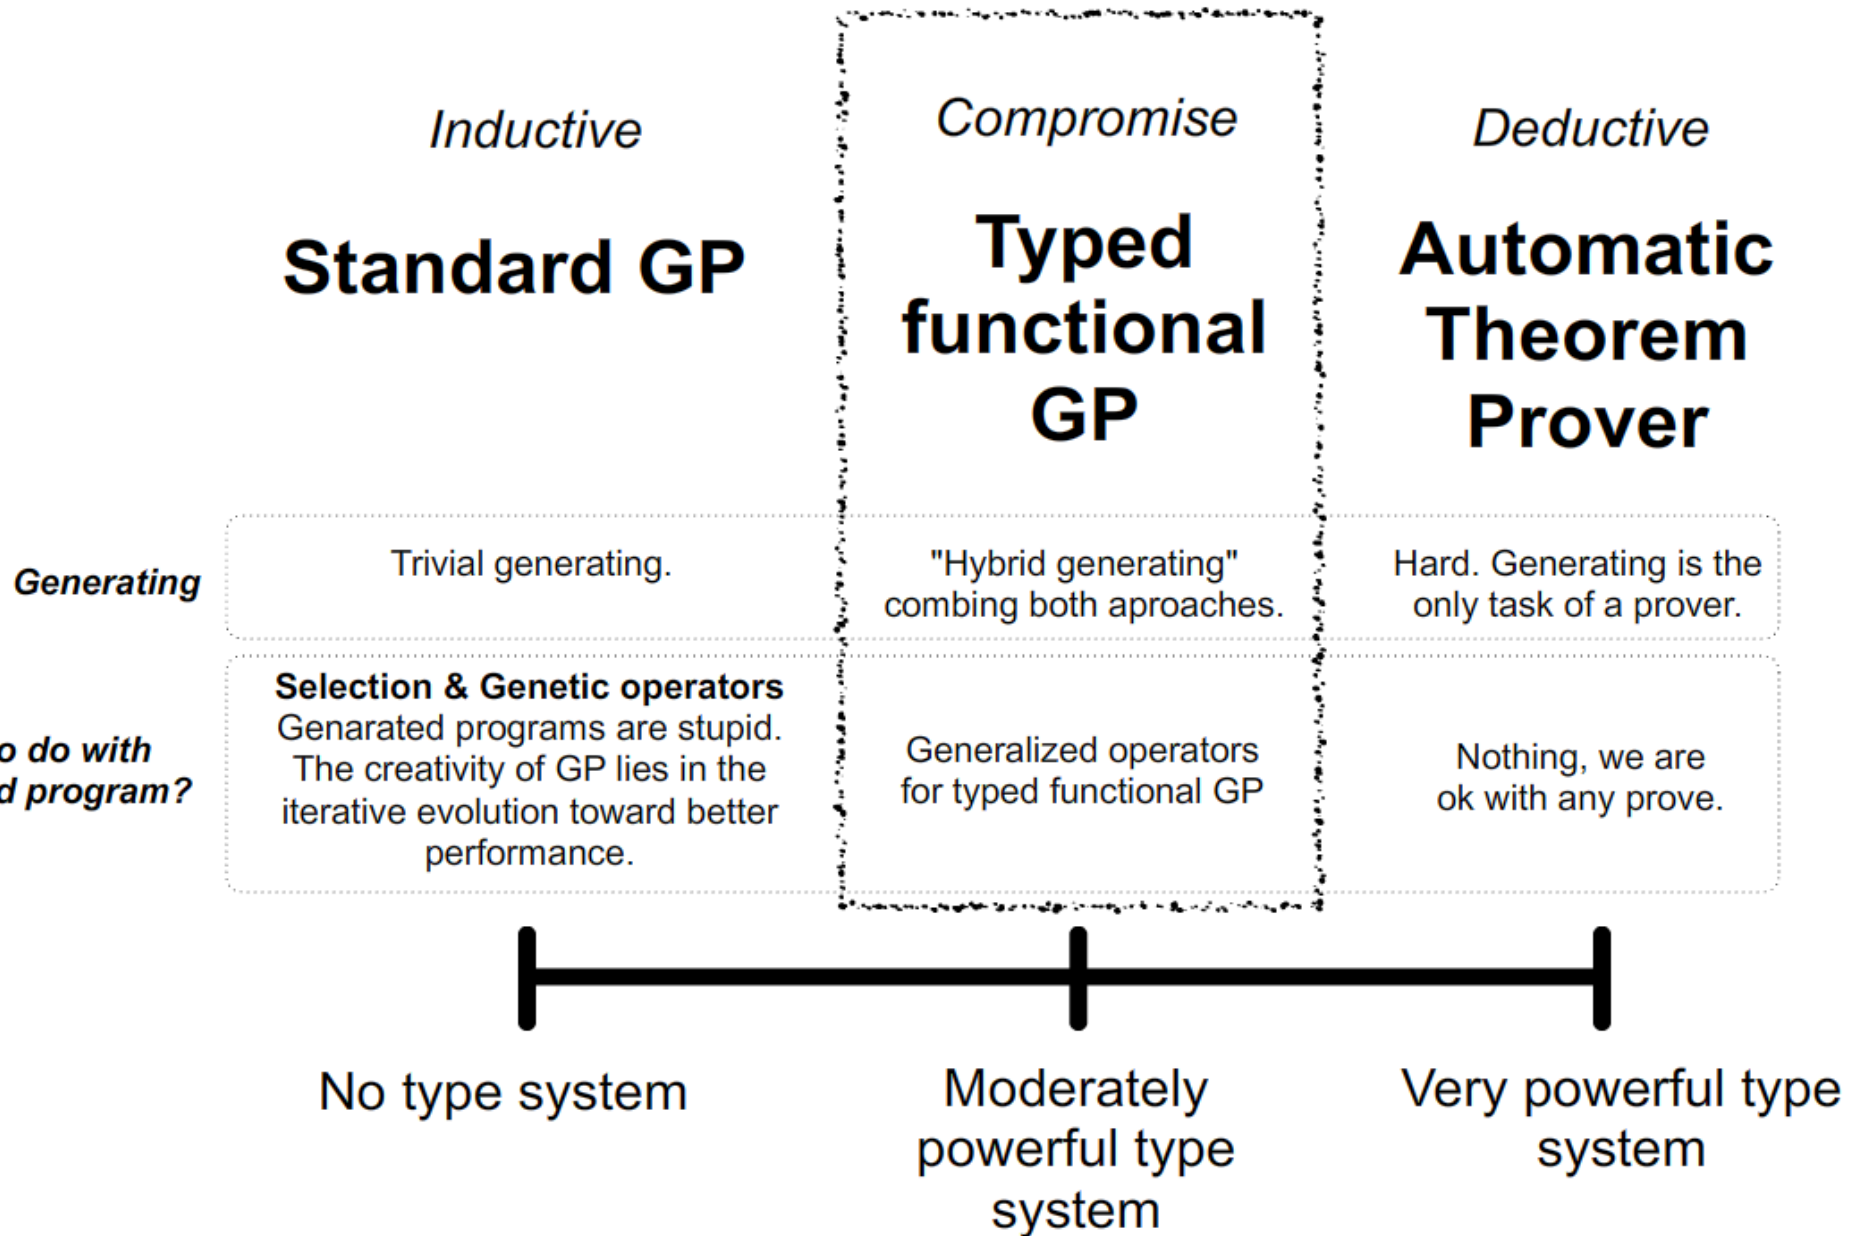 Inductive
Standard GP
Compromise
Typed
functional
GP
Deductive
Automatic
Theorem
Prover
Generating
Trivial generating.
"Hybrid generating"
combing both aproaches.
Hard. Generating is the
only task of a prover.
o do with
d program?
Selection & Genetic operators
Genarated programs are stupid.
The creativity of GP lies in the
iterative evolution toward better
performance.
Generalized operators
for typed functional GP
Nothing, we are
ok with any prove.
No type system
Moderately
powerful type
system
Very powerful type
system